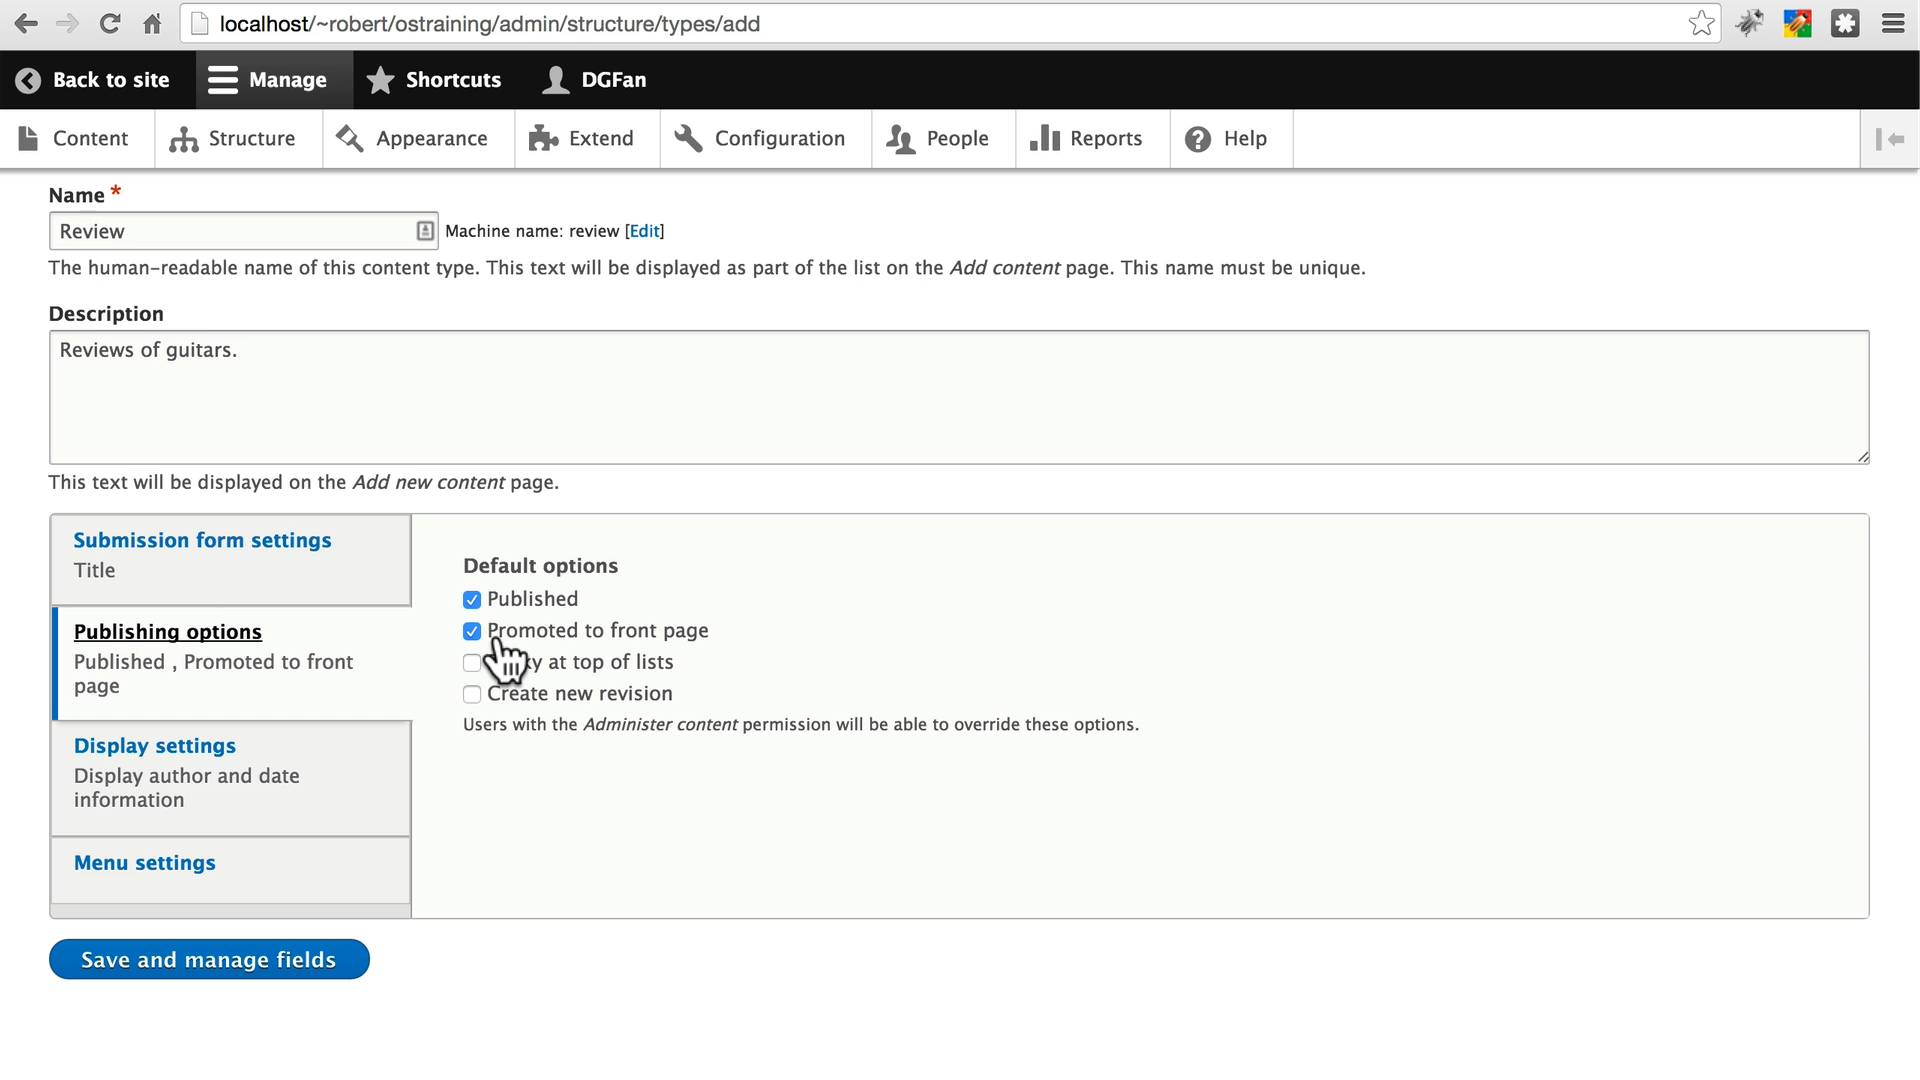 localhost/~robert/ostraining/admin/structure/types/add
Back to site Manage Shortcuts DGFan
Content Structure Appearance Extend Configuration People Reports Help
Name *
Review Machine name: review [Edit]
The human-readable name of this content type. This text will be displayed as part of the list on the Add content page. This name must be unique.
Description
Reviews of guitars.
This text will be displayed on the Add new content page.
Submission form settings
Title
Publishing options
Published , Promoted to front
page
Display settings
Display author and date
information
Menu settings
Default options
Published
Promoted to front page
at top of lists
Create new revision
Users with the Administer content permission will be able to override these options.
Save and manage fields